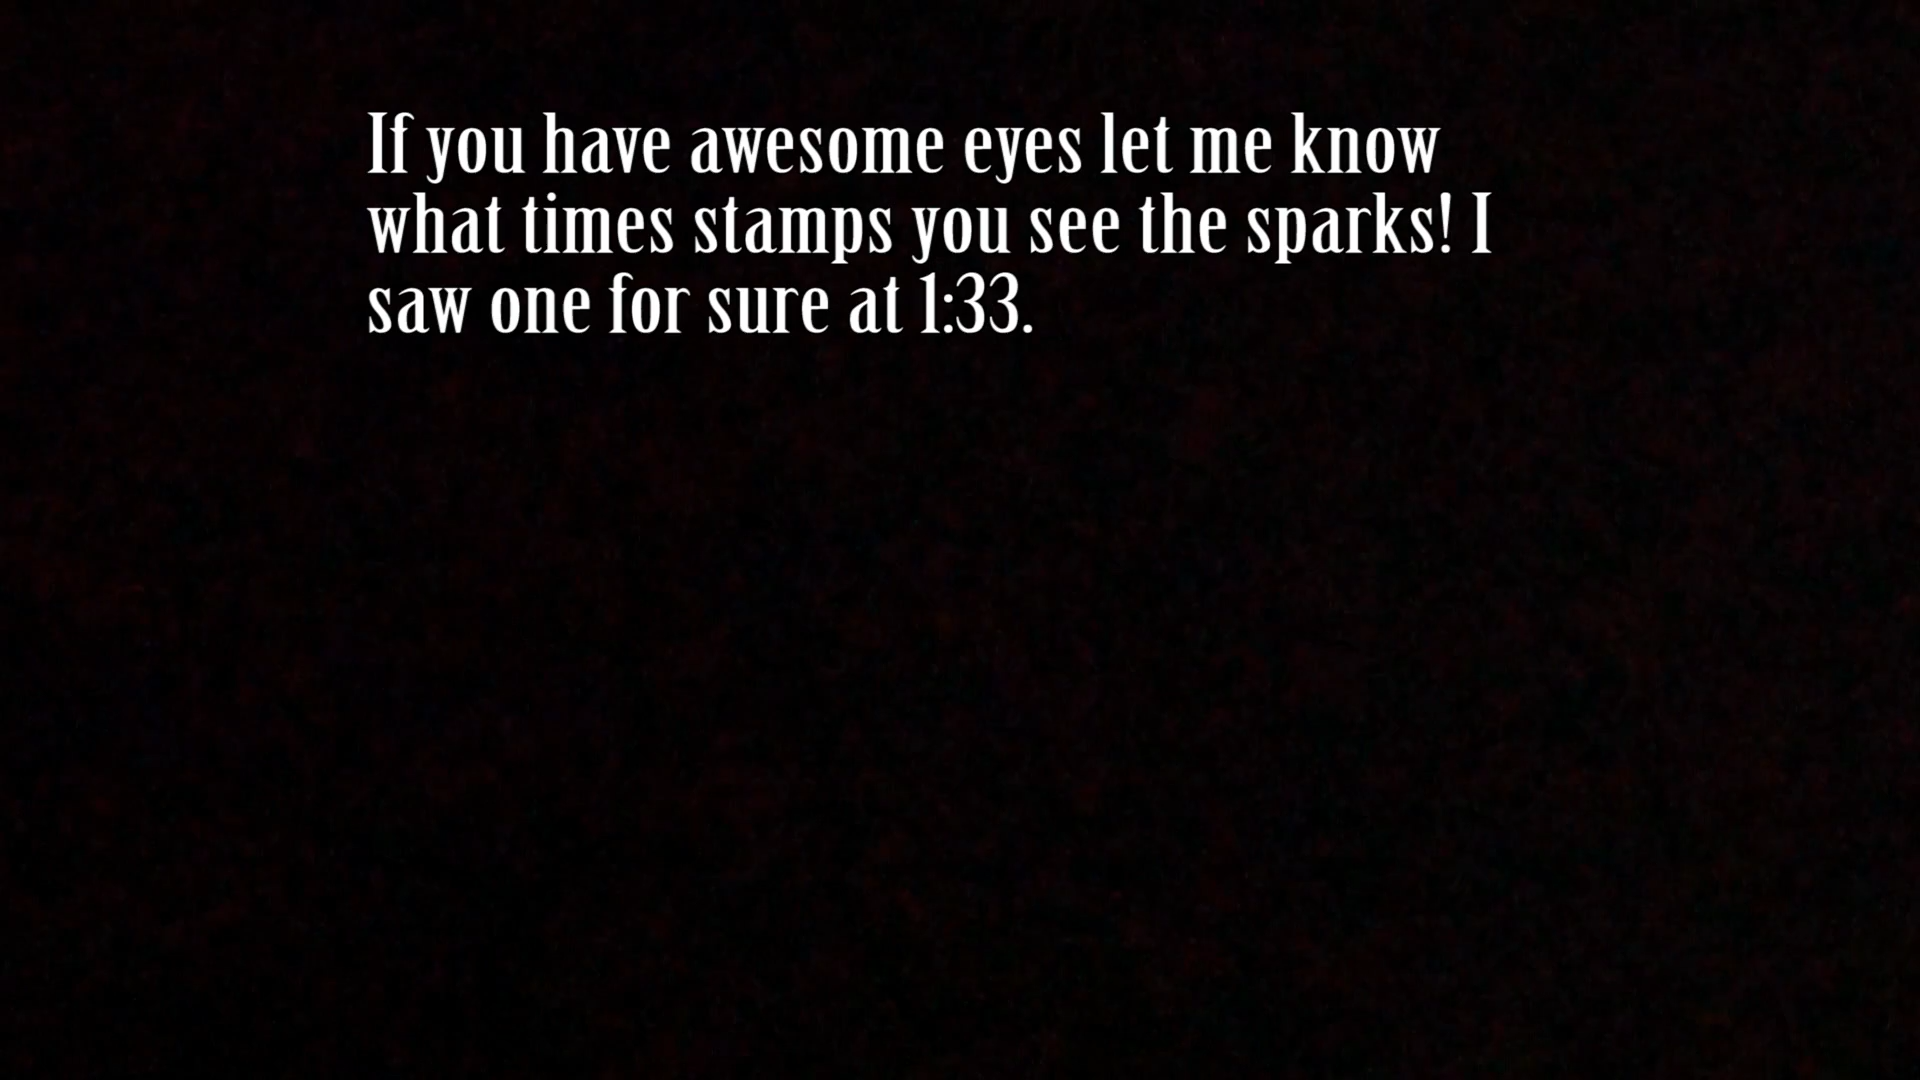 If you have awesome eyes let me know
what times stamps you see the sparks! I
saw one for sure at 1:33.